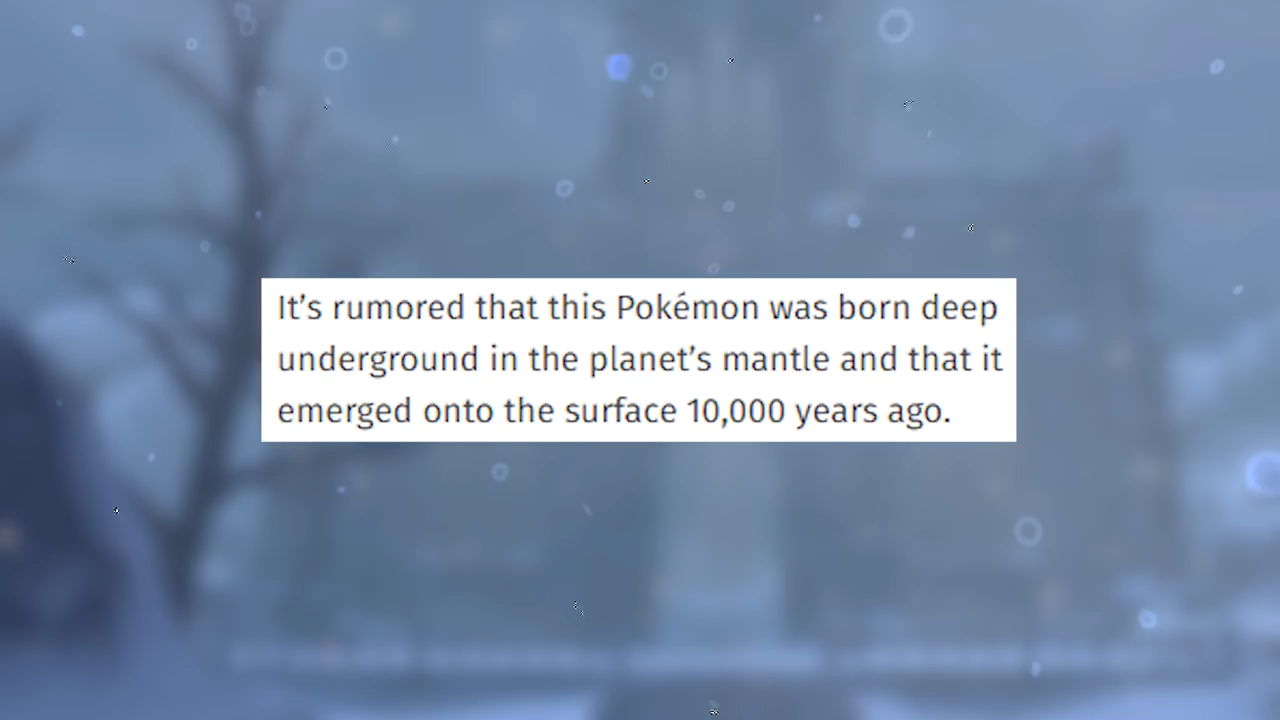 It’s rumored that this Pokémon was born deep
underground in the planet’s mantle and that it
emerged onto the surface 10,000 years ago.